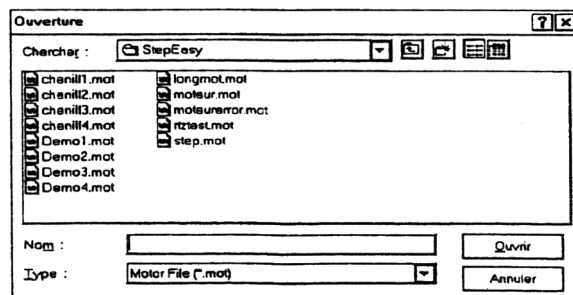 Ouverture
Chercher : StepEasy
chenill1.mot
chenill2.mot
chenill3.mot
chenill4.mot
Demo1.mot
Demo2.mot
Demo3.mot
Demo4.mot
longmot.mot
moteur.mot
moteurerror.mot
rtztest.mot
step.mot
Nom :
Ouvrir
Type : Motor File (*.mot)
Annuler